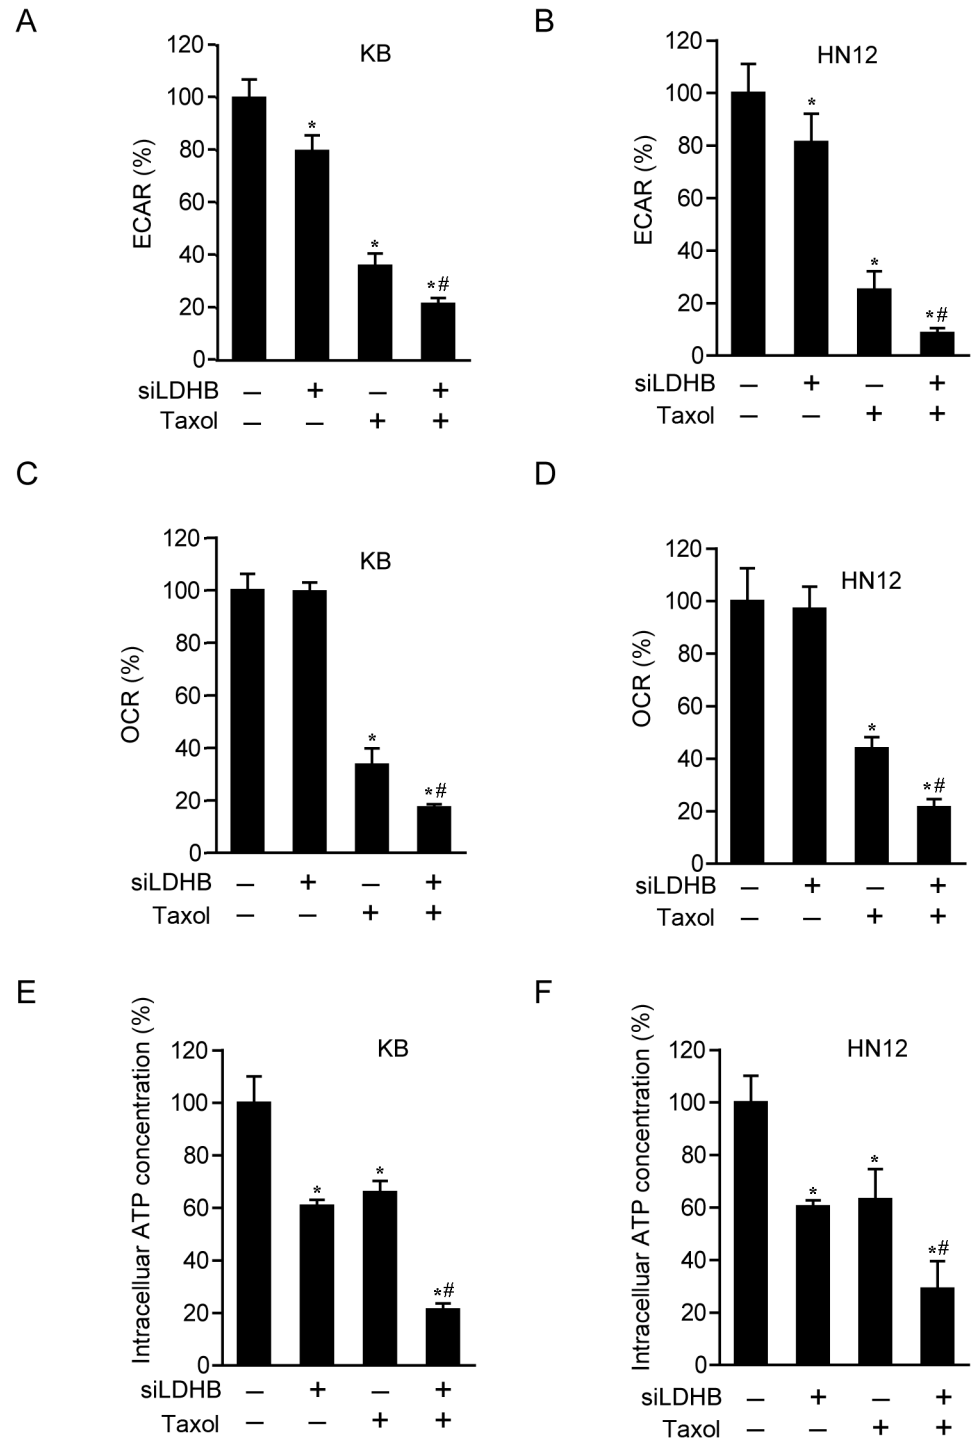 A
KB
ECAR (%)
120
100
80
60
40
20
0
*
*
*#
siLDHB – + – +
Taxol – – + +
B
HN12
ECAR (%)
120
100
80
60
40
20
0
*
*
*#
siLDHB – + – +
Taxol – – + +
C
KB
OCR (%)
120
100
80
60
40
20
0
*
*#
siLDHB – + – +
Taxol – – + +
D
HN12
OCR (%)
120
100
80
60
40
20
0
*
*#
siLDHB – + – +
Taxol – – + +
E
KB
Intracelluar ATP concentration (%)
120
100
80
60
40
20
0
*
*
*#
siLDHB – + – +
Taxol – – + +
F
HN12
Intracelluar ATP concentration (%)
120
100
80
60
40
20
0
*
*
*#
siLDHB – + – +
Taxol – – + +